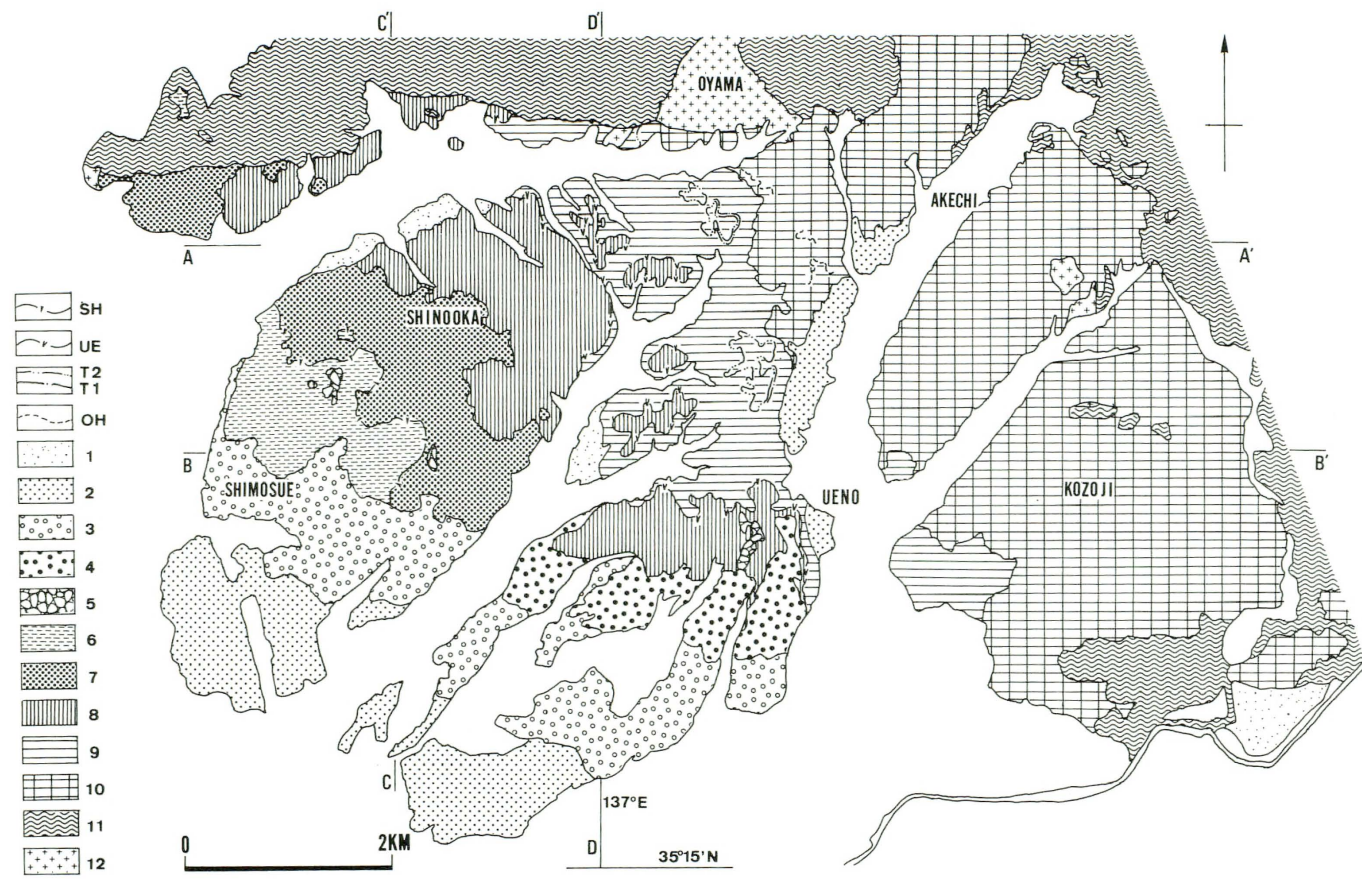 C'
D'
OYAMA
AKECHI
A
A'
SH
SHINOOKA
UE
T2
T1
OH
1
B
B'
2
SHIMOSUE
UENO
KOZOJI
3
4
5
6
7
8
9
C
10
137°E
11
0
2KM
D
35°15'N
12